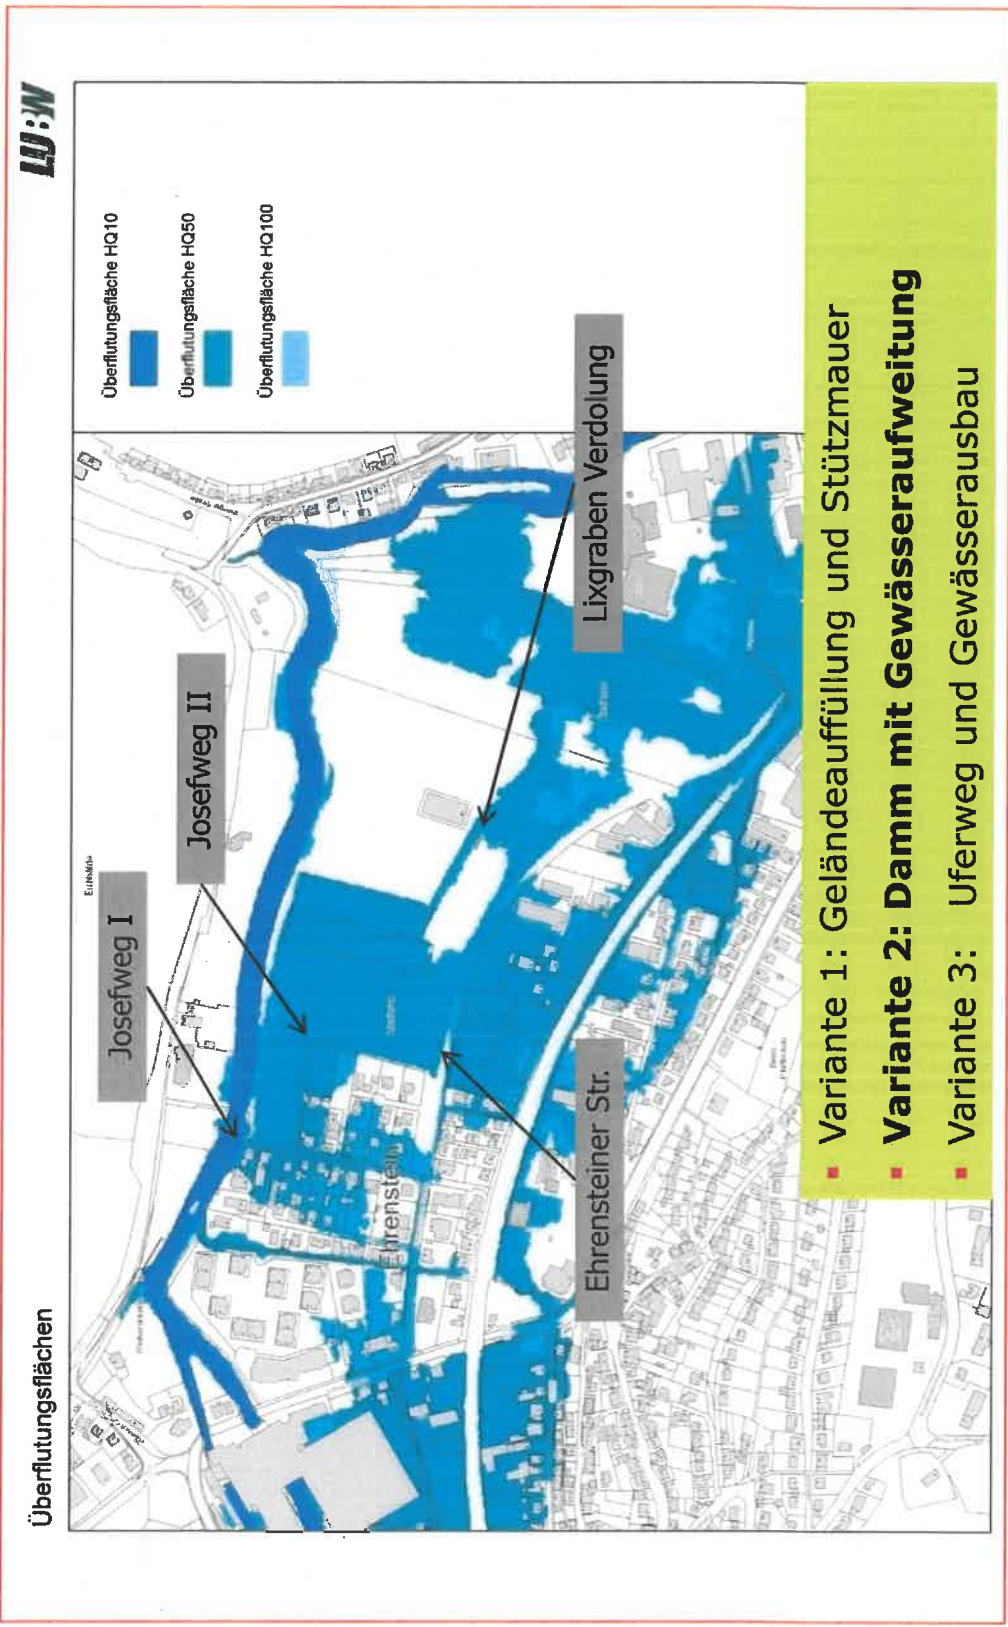 Überflutungsflächen
LUBW
Überflutungsfläche HQ10
Überflutungsfläche HQ50
Überflutungsfläche HQ100
Josefweg I
Josefweg II
Lixgraben Verdolung
Ehrenstein
Ehrensteiner Str.
▪ Variante 1: Geländeauffüllung und Stützmauer
▪ Variante 2: Damm mit Gewässeraufweitung
▪ Variante 3: Uferweg und Gewässerausbau